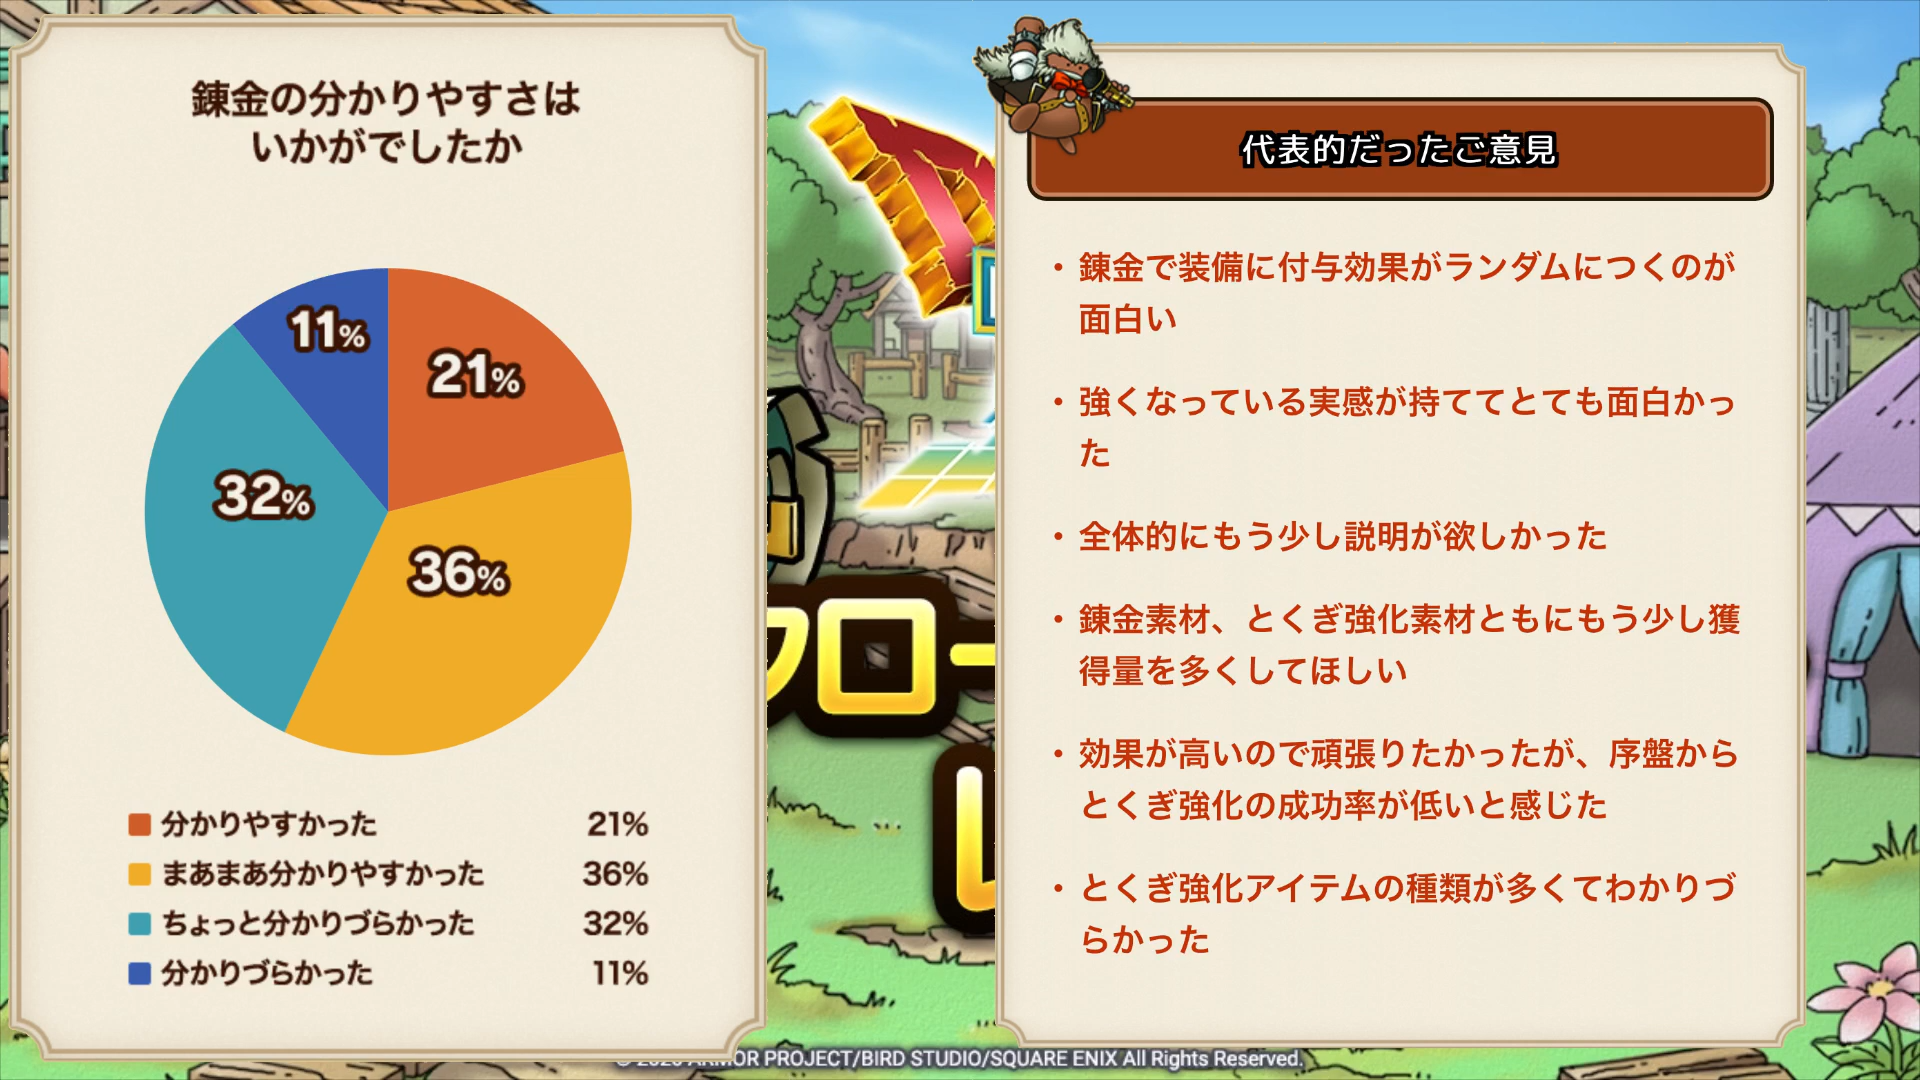 錬金の分かりやすさは
いかがでしたか
11%
21%
32%
36%
分かりやすかった 21%
まあまあ分かりやすかった 36%
ちょっと分かりづらかった 32%
分かりづらかった 11%
代表的だったご意見
・錬金で装備に付与効果がランダムにつくのが
面白い
・強くなっている実感が持ててとても面白かっ
た
・全体的にもう少し説明が欲しかった
・錬金素材、とくぎ強化素材ともにもう少し獲
得量を多くしてほしい
・効果が高いので頑張りたかったが、序盤から
とくぎ強化の成功率が低いと感じた
・とくぎ強化アイテムの種類が多くてわかりづ
らかった
ロー
ARMOR PROJECT/BIRD STUDIO/SQUARE ENIX All Rights Reserved.